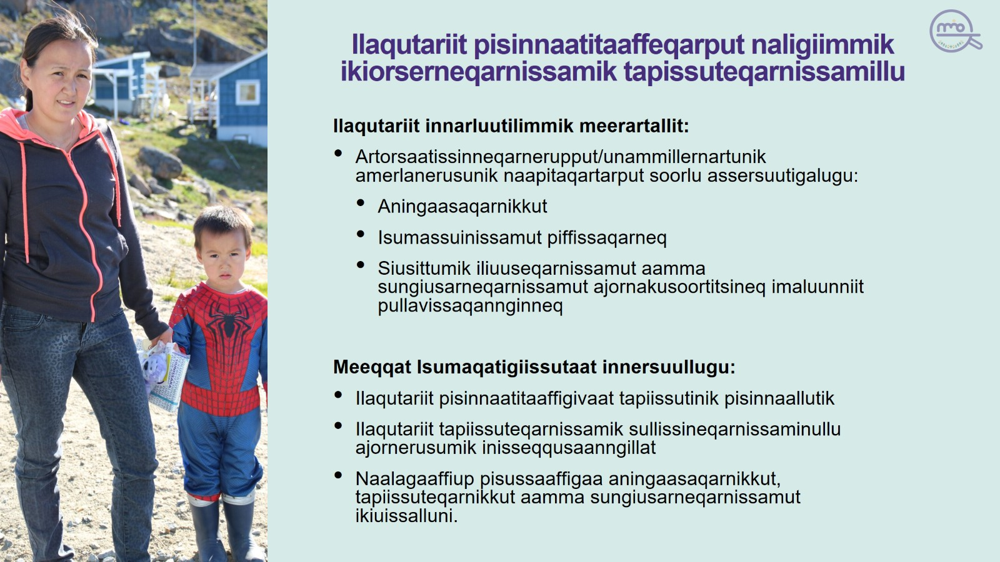 Ilaqutariit pisinnaatitaaffeqarput naligiimmik
ikiorserneqarnissamik tapissuteqarnissamillu
Ilaqutariit innarluutilimmik meerartallit:
• Artorsaatissinneqarnerupput/unammillernartunik
amerlanerusunik naapitaqartarput soorlu assersuutigalugu:
• Aningaasaqarnikkut
• Isumassuinissamut piffissaqarneq
• Siusittumik iliuuseqarnissamut aamma
sungiusarneqarnissamut ajornakusoortitsineq imaluunniit
pullavissaqannginneq
Meeqqat Isumaqatigiissutaat innersuullugu:
• Ilaqutariit pisinnaatitaaffigivaat tapiissutinik pisinnaallutik
• Ilaqutariit tapiissuteqarnissamik sullissineqarnissaminullu
ajornerusumik inisseqqusaanngillat
• Naalagaaffiup pisussaaffigaa aningaasaqarnikkut,
tapiissuteqarnikkut aamma sungiusarneqarnissamut
ikiuissalluni.
mio